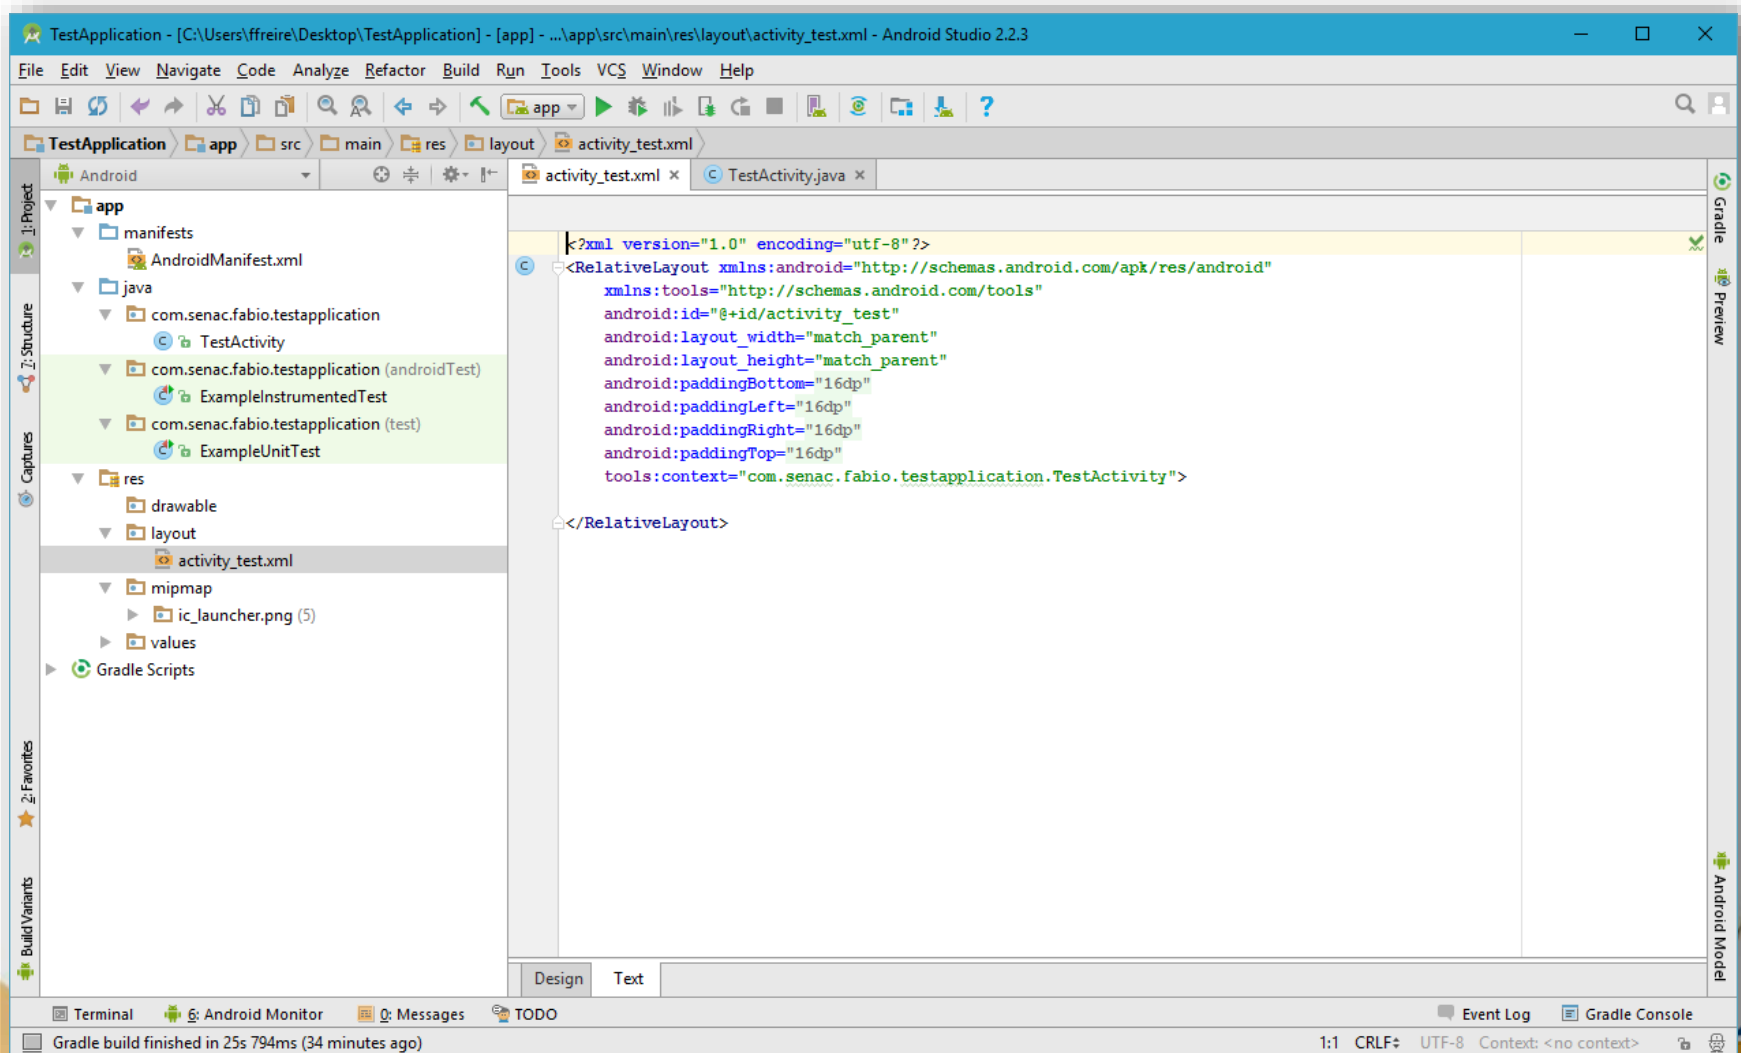 TestApplication - [C:\Users\ffreire\Desktop\TestApplication] - [app] - ...\app\src\main\res\layout\activity_test.xml - Android Studio 2.2.3
File Edit View Navigate Code Analyze Refactor Build Run Tools VCS Window Help
app
TestApplication app src main res layout activity_test.xml
Android
activity_test.xml TestActivity.java
1: Project
7: Structure
Captures
2: Favorites
Build Variants
app
manifests
AndroidManifest.xml
java
com.senac.fabio.testapplication
TestActivity
com.senac.fabio.testapplication (androidTest)
ExampleInstrumentedTest
com.senac.fabio.testapplication (test)
ExampleUnitTest
res
drawable
layout
activity_test.xml
mipmap
ic_launcher.png (5)
values
Gradle Scripts
<?xml version="1.0" encoding="utf-8"?>
<RelativeLayout xmlns:android="http://schemas.android.com/apk/res/android"
xmlns:tools="http://schemas.android.com/tools"
android:id="@+id/activity_test"
android:layout_width="match_parent"
android:layout_height="match_parent"
android:paddingBottom="16dp"
android:paddingLeft="16dp"
android:paddingRight="16dp"
android:paddingTop="16dp"
tools:context="com.senac.fabio.testapplication.TestActivity">
</RelativeLayout>
Gradle
Preview
Android Model
Design Text
Terminal 6: Android Monitor 0: Messages TODO Event Log Gradle Console
Gradle build finished in 25s 794ms (34 minutes ago) 1:1 CRLF UTF-8 Context: <no context>